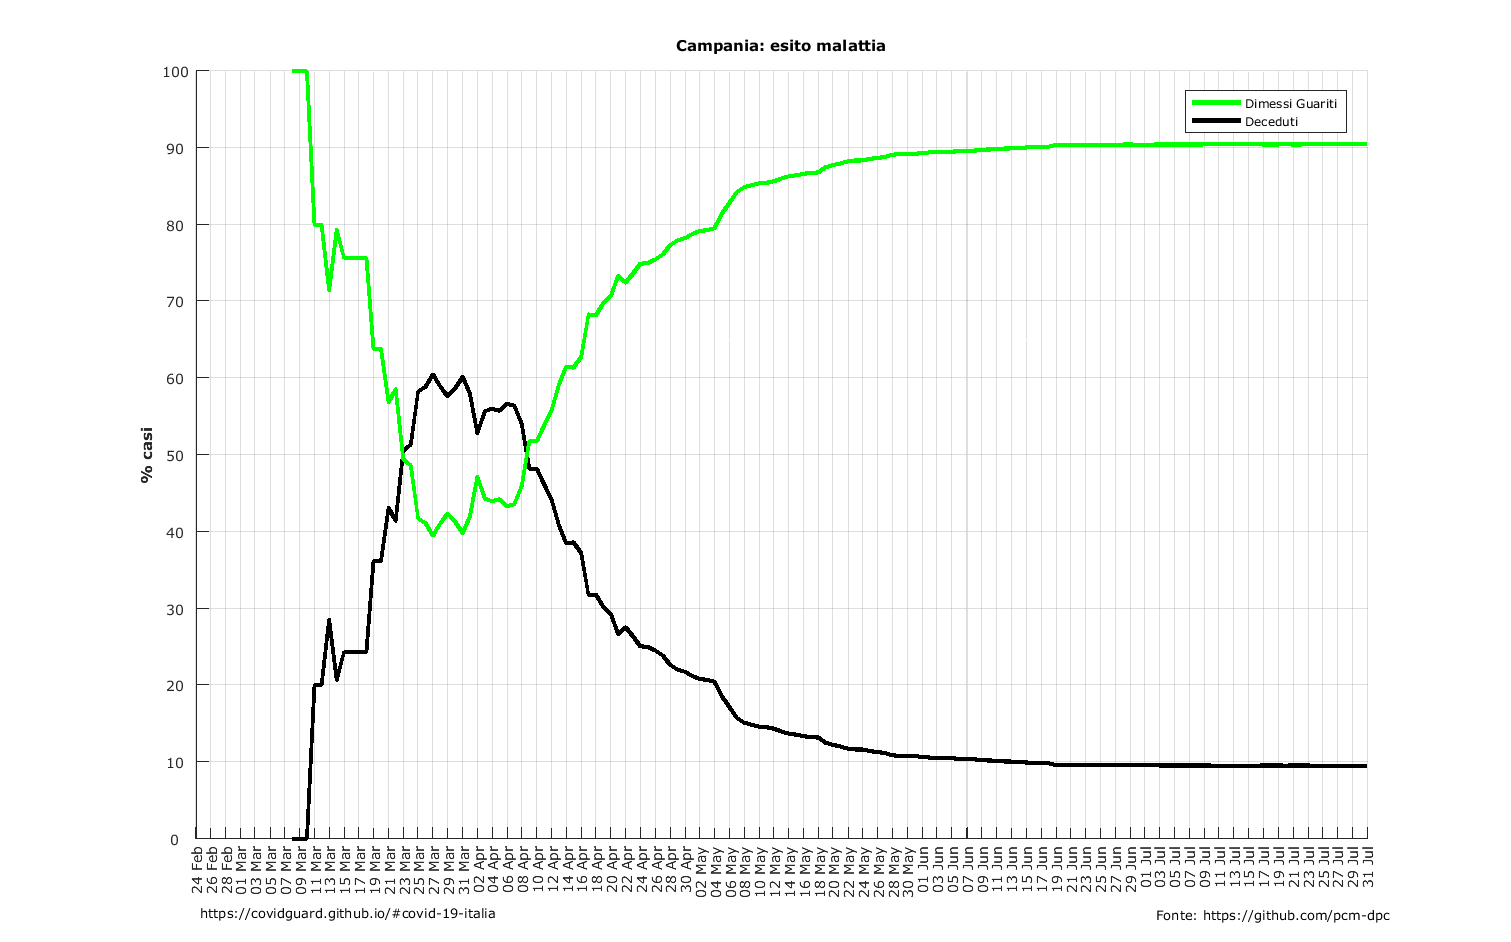 Campania: esito malattia
Dimessi Guariti
Deceduti
% casi
100
90
80
70
60
50
40
30
20
10
0
24 Feb
26 Feb
28 Feb
01 Mar
03 Mar
05 Mar
07 Mar
09 Mar
11 Mar
13 Mar
15 Mar
17 Mar
19 Mar
21 Mar
23 Mar
25 Mar
27 Mar
29 Mar
31 Mar
02 Apr
04 Apr
06 Apr
08 Apr
10 Apr
12 Apr
14 Apr
16 Apr
18 Apr
20 Apr
22 Apr
24 Apr
26 Apr
28 Apr
30 Apr
02 May
04 May
06 May
08 May
10 May
12 May
14 May
16 May
18 May
20 May
22 May
24 May
26 May
28 May
30 May
01 Jun
03 Jun
05 Jun
07 Jun
09 Jun
11 Jun
13 Jun
15 Jun
17 Jun
19 Jun
21 Jun
23 Jun
25 Jun
27 Jun
29 Jun
01 Jul
03 Jul
05 Jul
07 Jul
09 Jul
11 Jul
13 Jul
15 Jul
17 Jul
19 Jul
21 Jul
23 Jul
25 Jul
27 Jul
29 Jul
31 Jul
https://covidguard.github.io/#covid-19-italia
Fonte: https://github.com/pcm-dpc